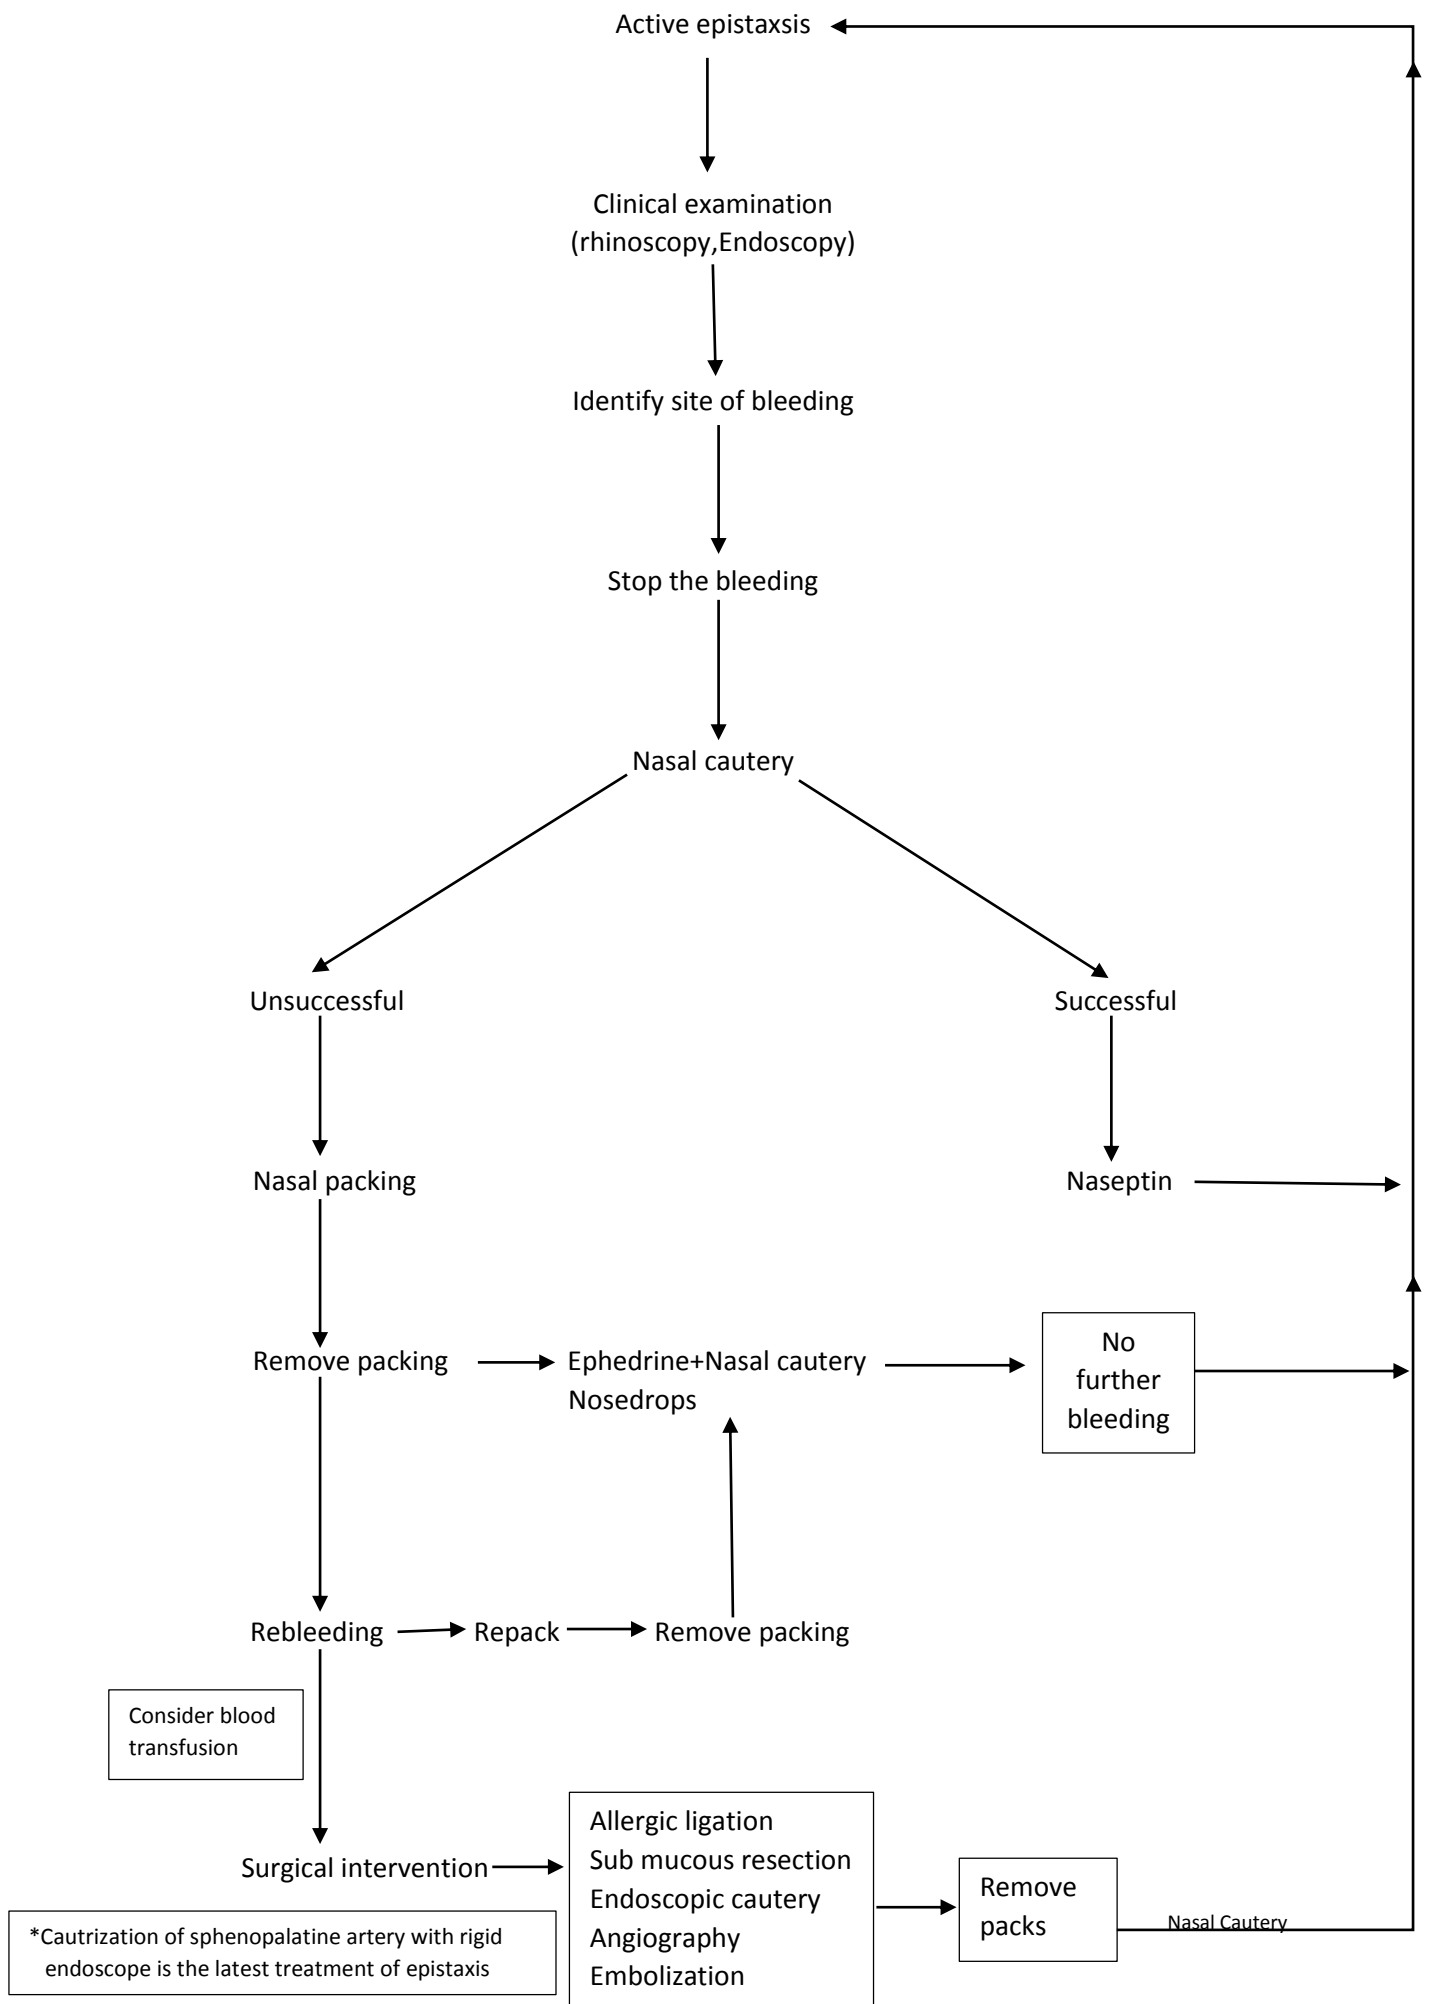 Active epistaxsis
Clinical examination
(rhinoscopy,Endoscopy)
Identify site of bleeding
Stop the bleeding
Nasal cautery
Unsuccessful
Successful
Nasal packing
Naseptin
Remove packing
Ephedrine+Nasal cautery
Nosedrops
No
further
bleeding
Rebleeding
Repack
Remove packing
Consider blood
transfusion
Surgical intervention
Allergic ligation
Sub mucous resection
Endoscopic cautery
Angiography
Embolization
Remove
packs
Nasal Cautery
*Cautrization of sphenopalatine artery with rigid
endoscope is the latest treatment of epistaxis